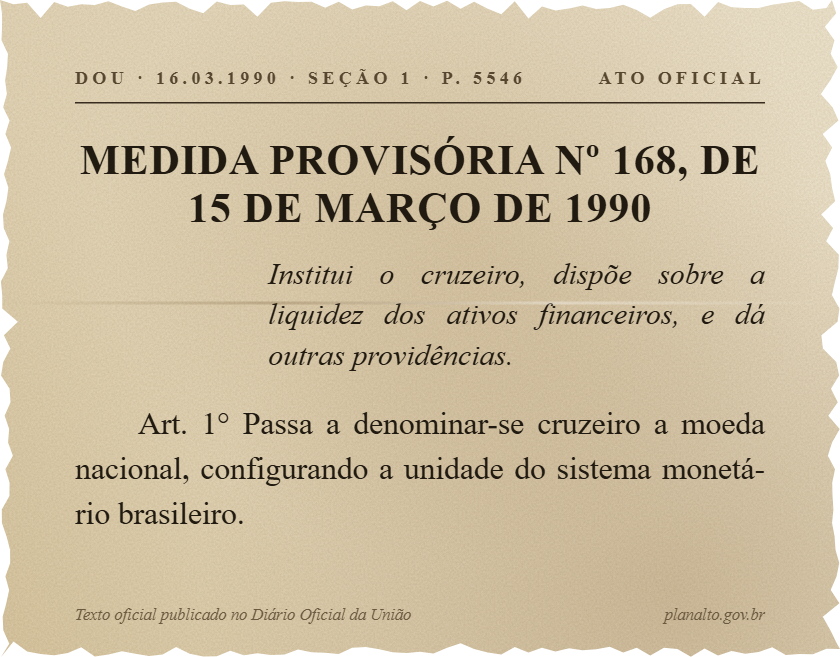 DOU · 16.03.1990 · SEÇÃO 1 · P. 5546 ATO OFICIAL
MEDIDA PROVISÓRIA Nº 168, DE
15 DE MARÇO DE 1990
Institui o cruzeiro, dispõe sobre a
liquidez dos ativos financeiros, e dá
outras providências.
Art. 1° Passa a denominar-se cruzeiro a moeda
nacional, configurando a unidade do sistema monetá-
rio brasileiro.
Texto oficial publicado no Diário Oficial da União planalto.gov.br